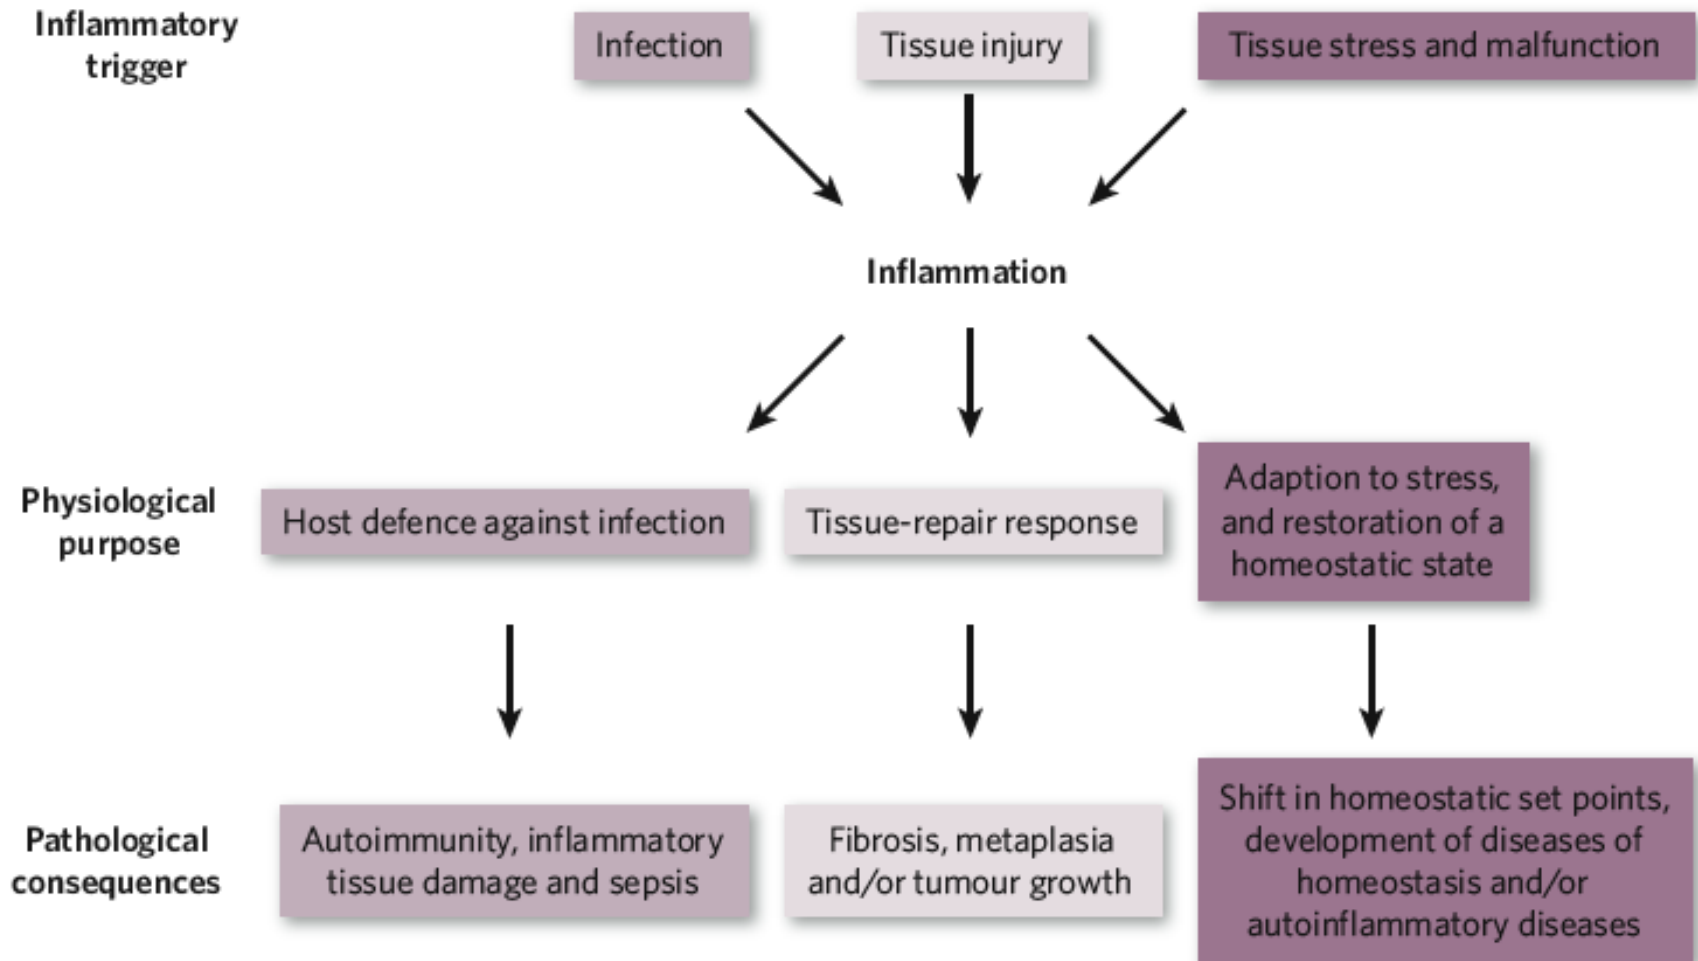 Inflammatory
trigger
Infection
Tissue injury
Tissue stress and malfunction
Inflammation
Physiological
purpose
Host defence against infection
Tissue-repair response
Adaption to stress,
and restoration of a
homeostatic state
Pathological
consequences
Autoimmunity, inflammatory
tissue damage and sepsis
Fibrosis, metaplasia
and/or tumour growth
Shift in homeostatic set points,
development of diseases of
homeostasis and/or
autoinflammatory diseases